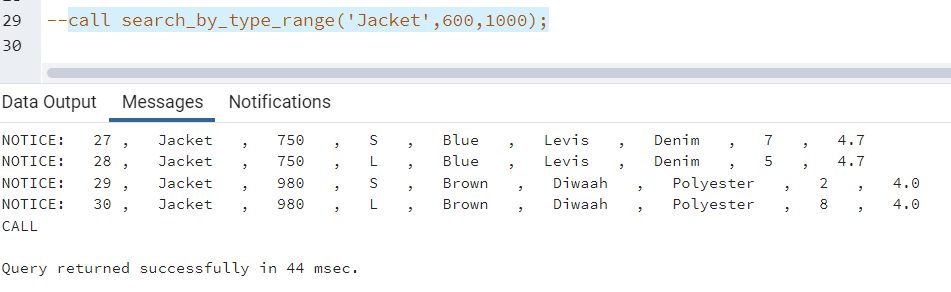 29 --call search_by_type_range('Jacket',600,1000);
30
Data Output Messages Notifications
NOTICE: 27 , Jacket , 750 , S , Blue , Levis , Denim , 7 , 4.7
NOTICE: 28 , Jacket , 750 , L , Blue , Levis , Denim , 5 , 4.7
NOTICE: 29 , Jacket , 980 , S , Brown , Diwaah , Polyester , 2 , 4.0
NOTICE: 30 , Jacket , 980 , L , Brown , Diwaah , Polyester , 8 , 4.0
CALL
Query returned successfully in 44 msec.